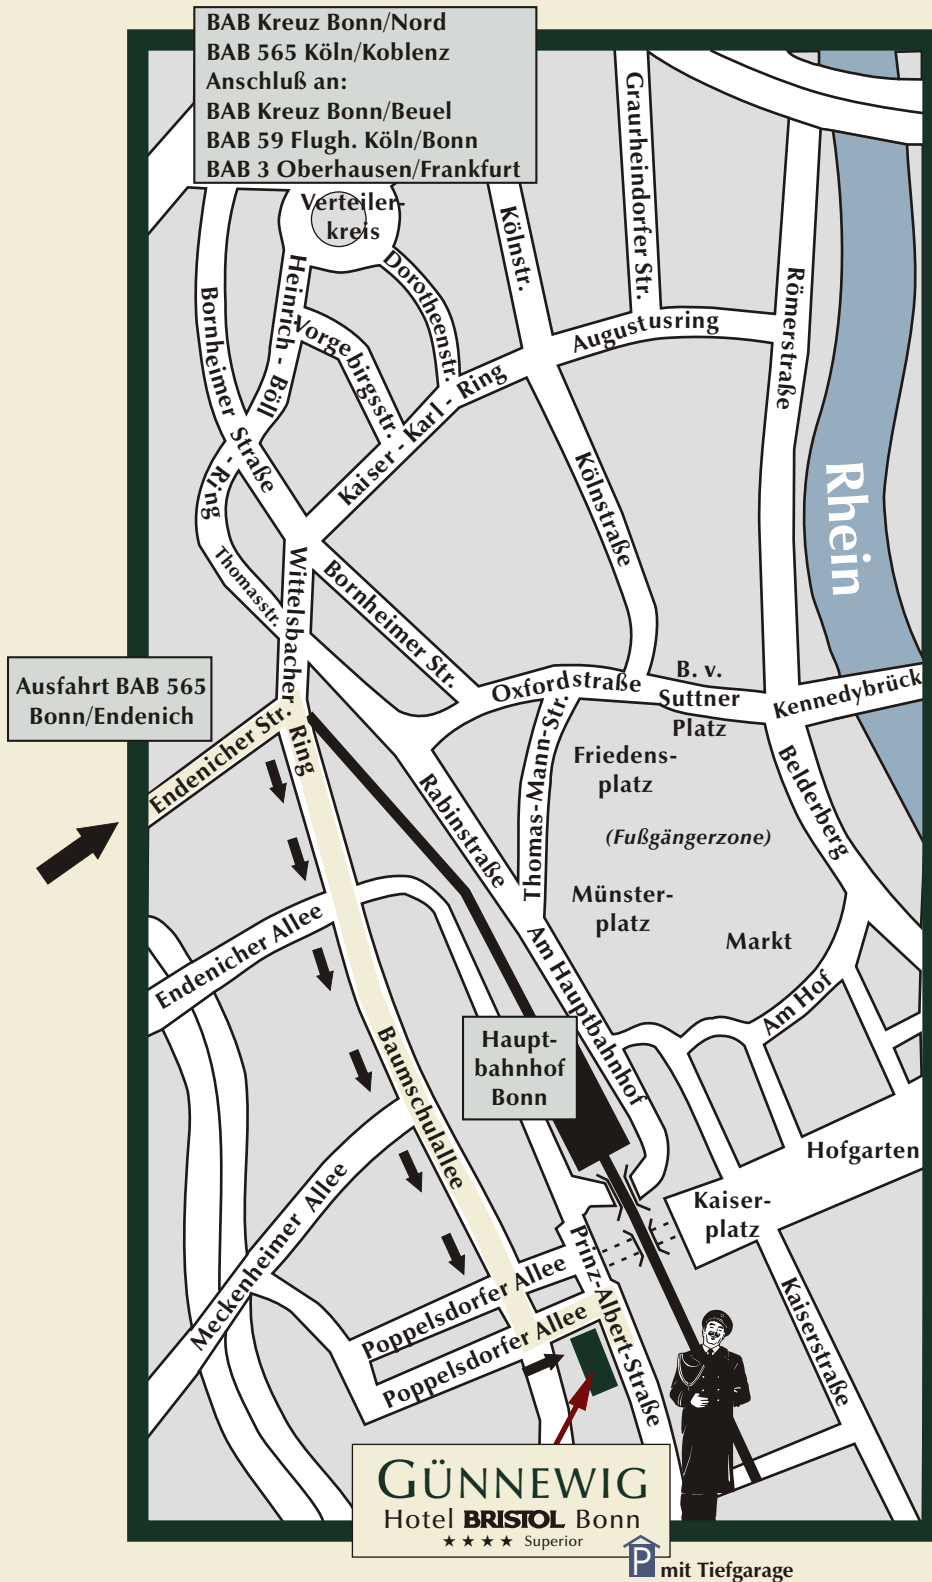 BAB Kreuz Bonn/Nord
BAB 565 Köln/Koblenz
Anschluß an:
BAB Kreuz Bonn/Beuel
BAB 59 Flugh. Köln/Bonn
BAB 3 Oberhausen/Frankfurt
Verteiler-
kreis
Kölnstr.
Graurheindorfer Str.
Dorotheenstr.
Heinrich - Böll
- Ring
Vorgebirgsstr.
Bornheimer Straße
Augustusring
Römerstraße
Kaiser - Karl - Ring
Kölnstraße
Rhein
Thomasstr.
Wittelsbacher Ring
Bornheimer Str.
Ausfahrt BAB 565
Bonn/Endenich
Endenicher Str.
Oxfordstraße
B. v.
Suttner
Platz
Kennedybrück
Thomas-Mann-Str.
Friedens-
platz
Belderberg
Rabinstraße
(Fußgängerzone)
Münster-
platz
Markt
Endenicher Allee
Am Hauptbahnhof
Am Hof
Haupt-
bahnhof
Bonn
Baumschulallee
Hofgarten
Meckenheimer Allee
Kaiser-
platz
Prinz-Albert-Straße
Poppelsdorfer Allee
Poppelsdorfer Allee
Kaiserstraße
GÜNNEWIG
Hotel BRISTOL Bonn
★★★★ Superior
P mit Tiefgarage